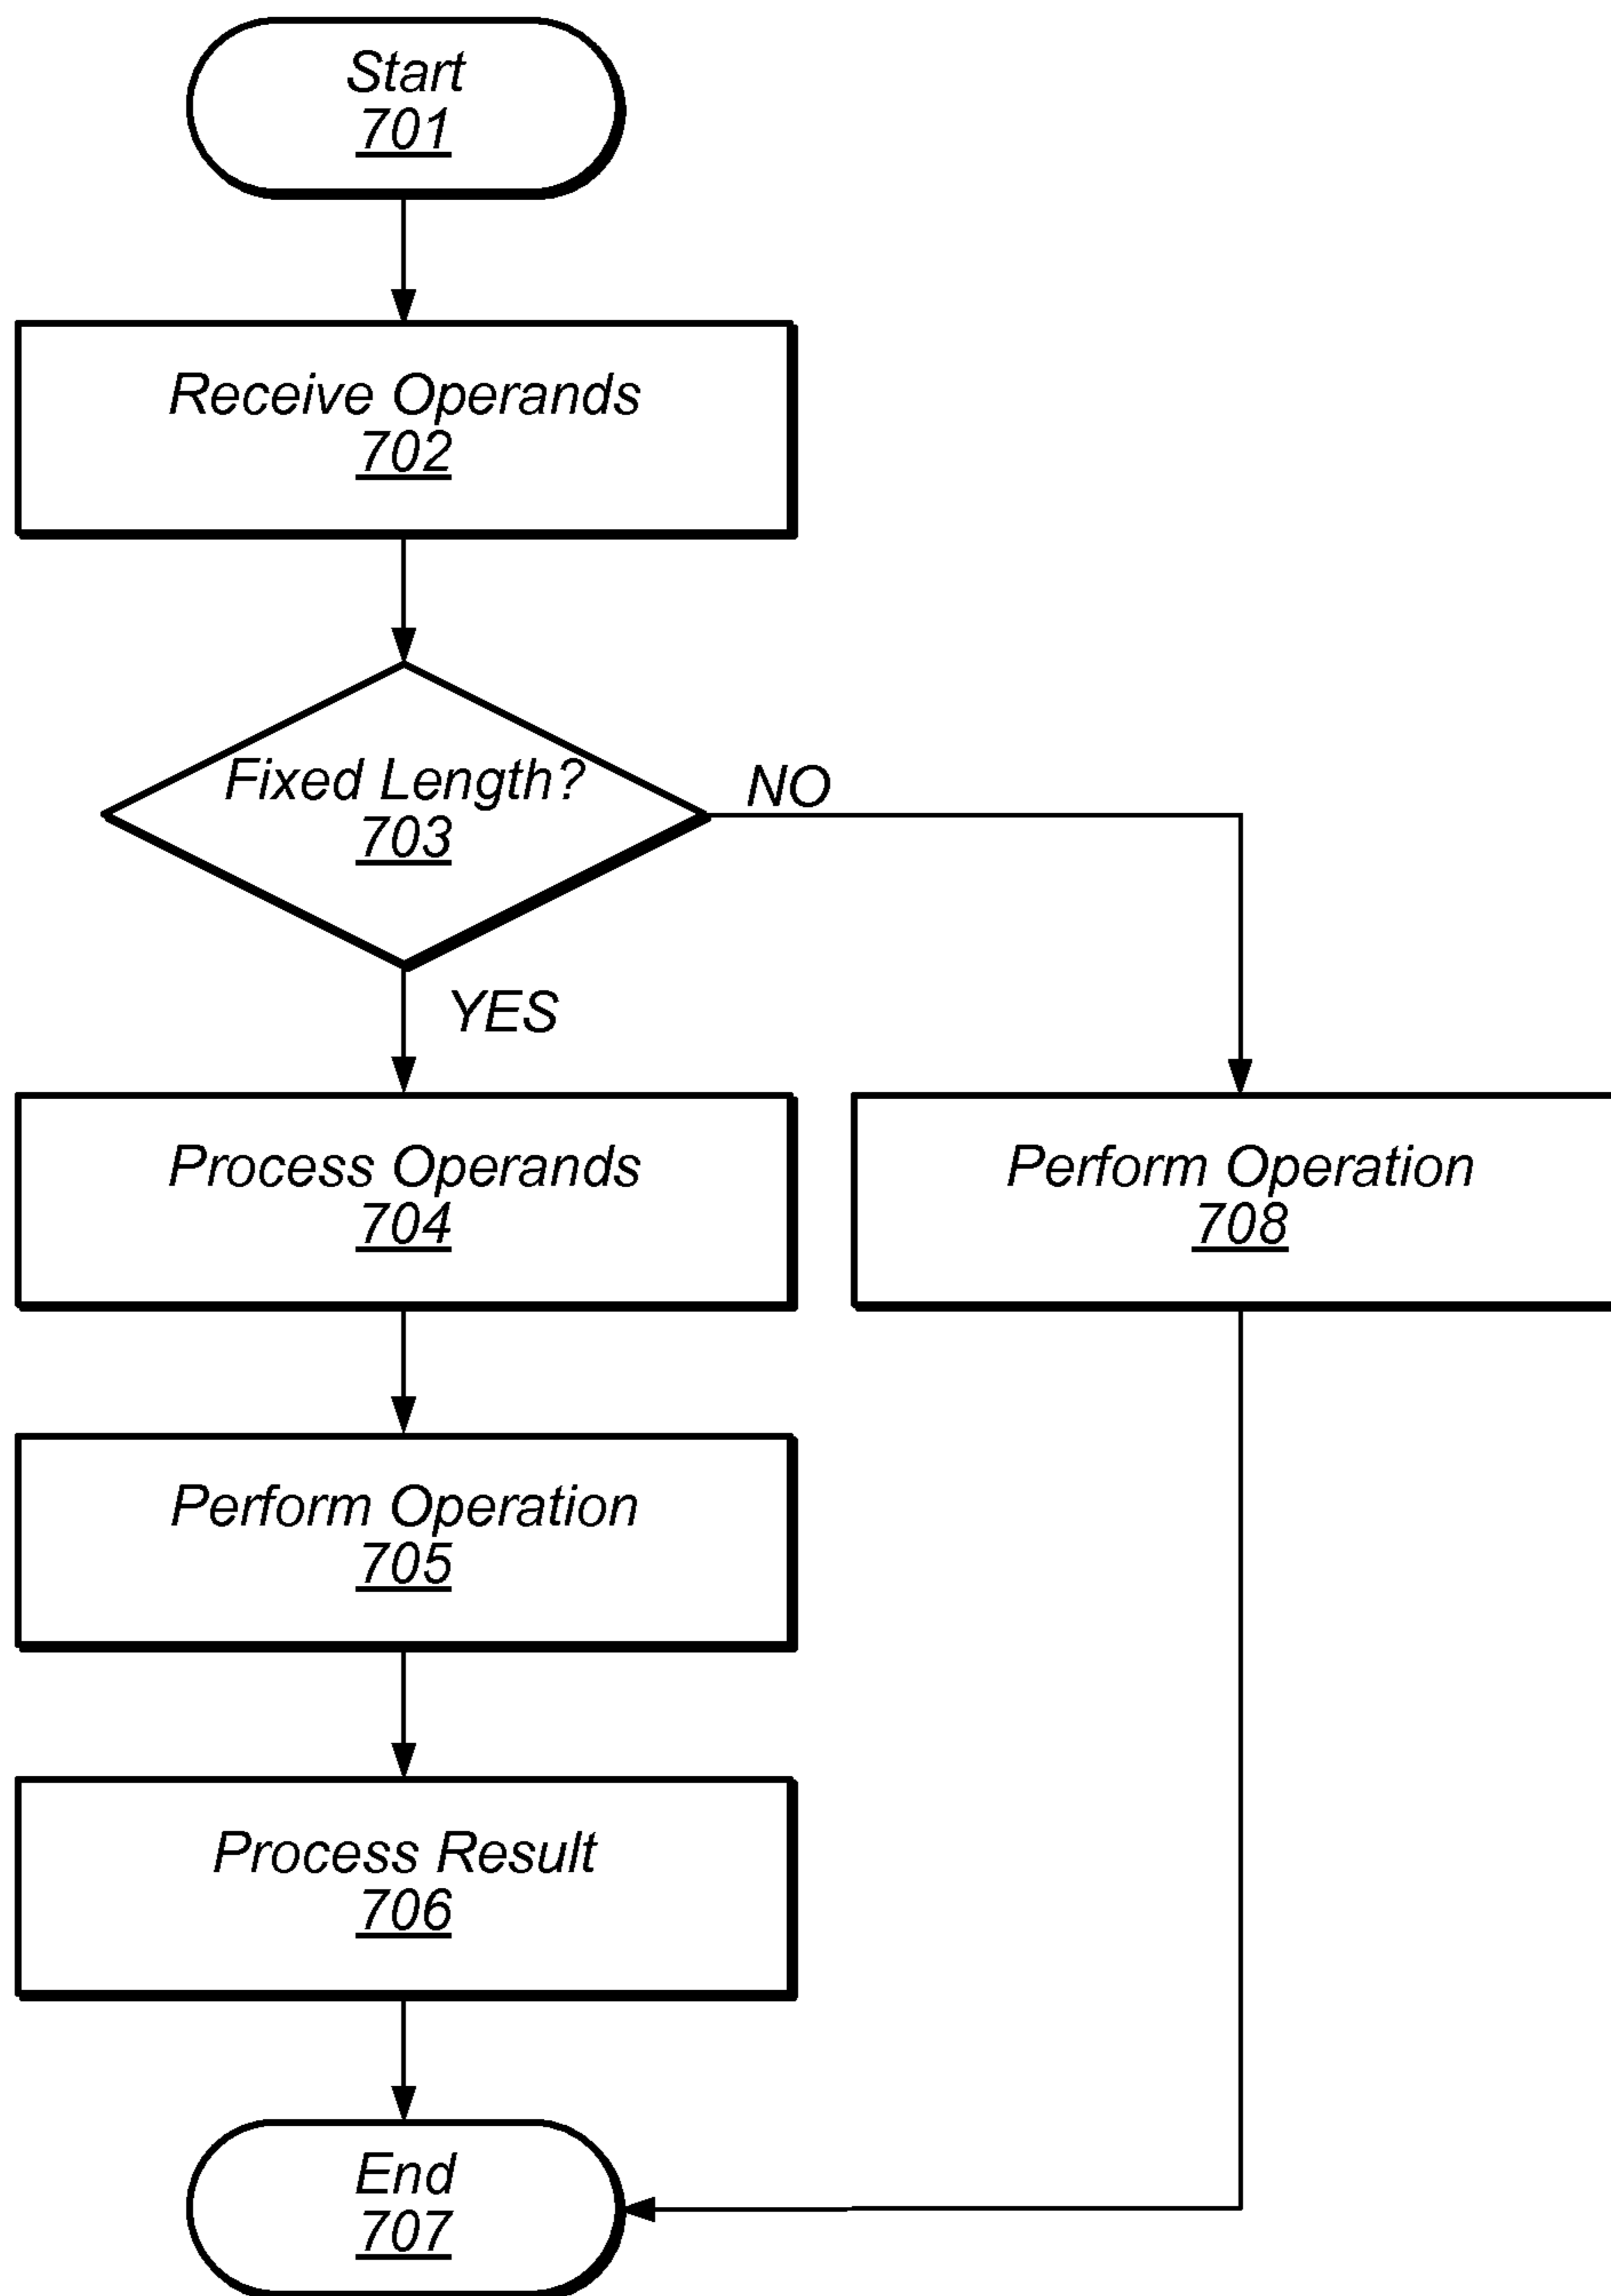 Start
701
Receive Operands
702
Fixed Length?
703
NO
YES
Process Operands
704
Perform Operation
708
Perform Operation
705
Process Result
706
End
707